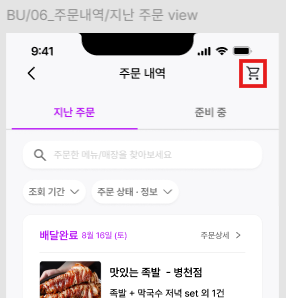 BU/06_주문내역/지난 주문 view
9:41
주문 내역
지난 주문 준비 중
주문한 메뉴/매장을 찾아보세요
조회 기간 주문 상태 · 정보
배달완료 8월 16일 (토) 주문상세
맛있는 족발 - 병천점
족발 + 막국수 저녁 set 외 1건